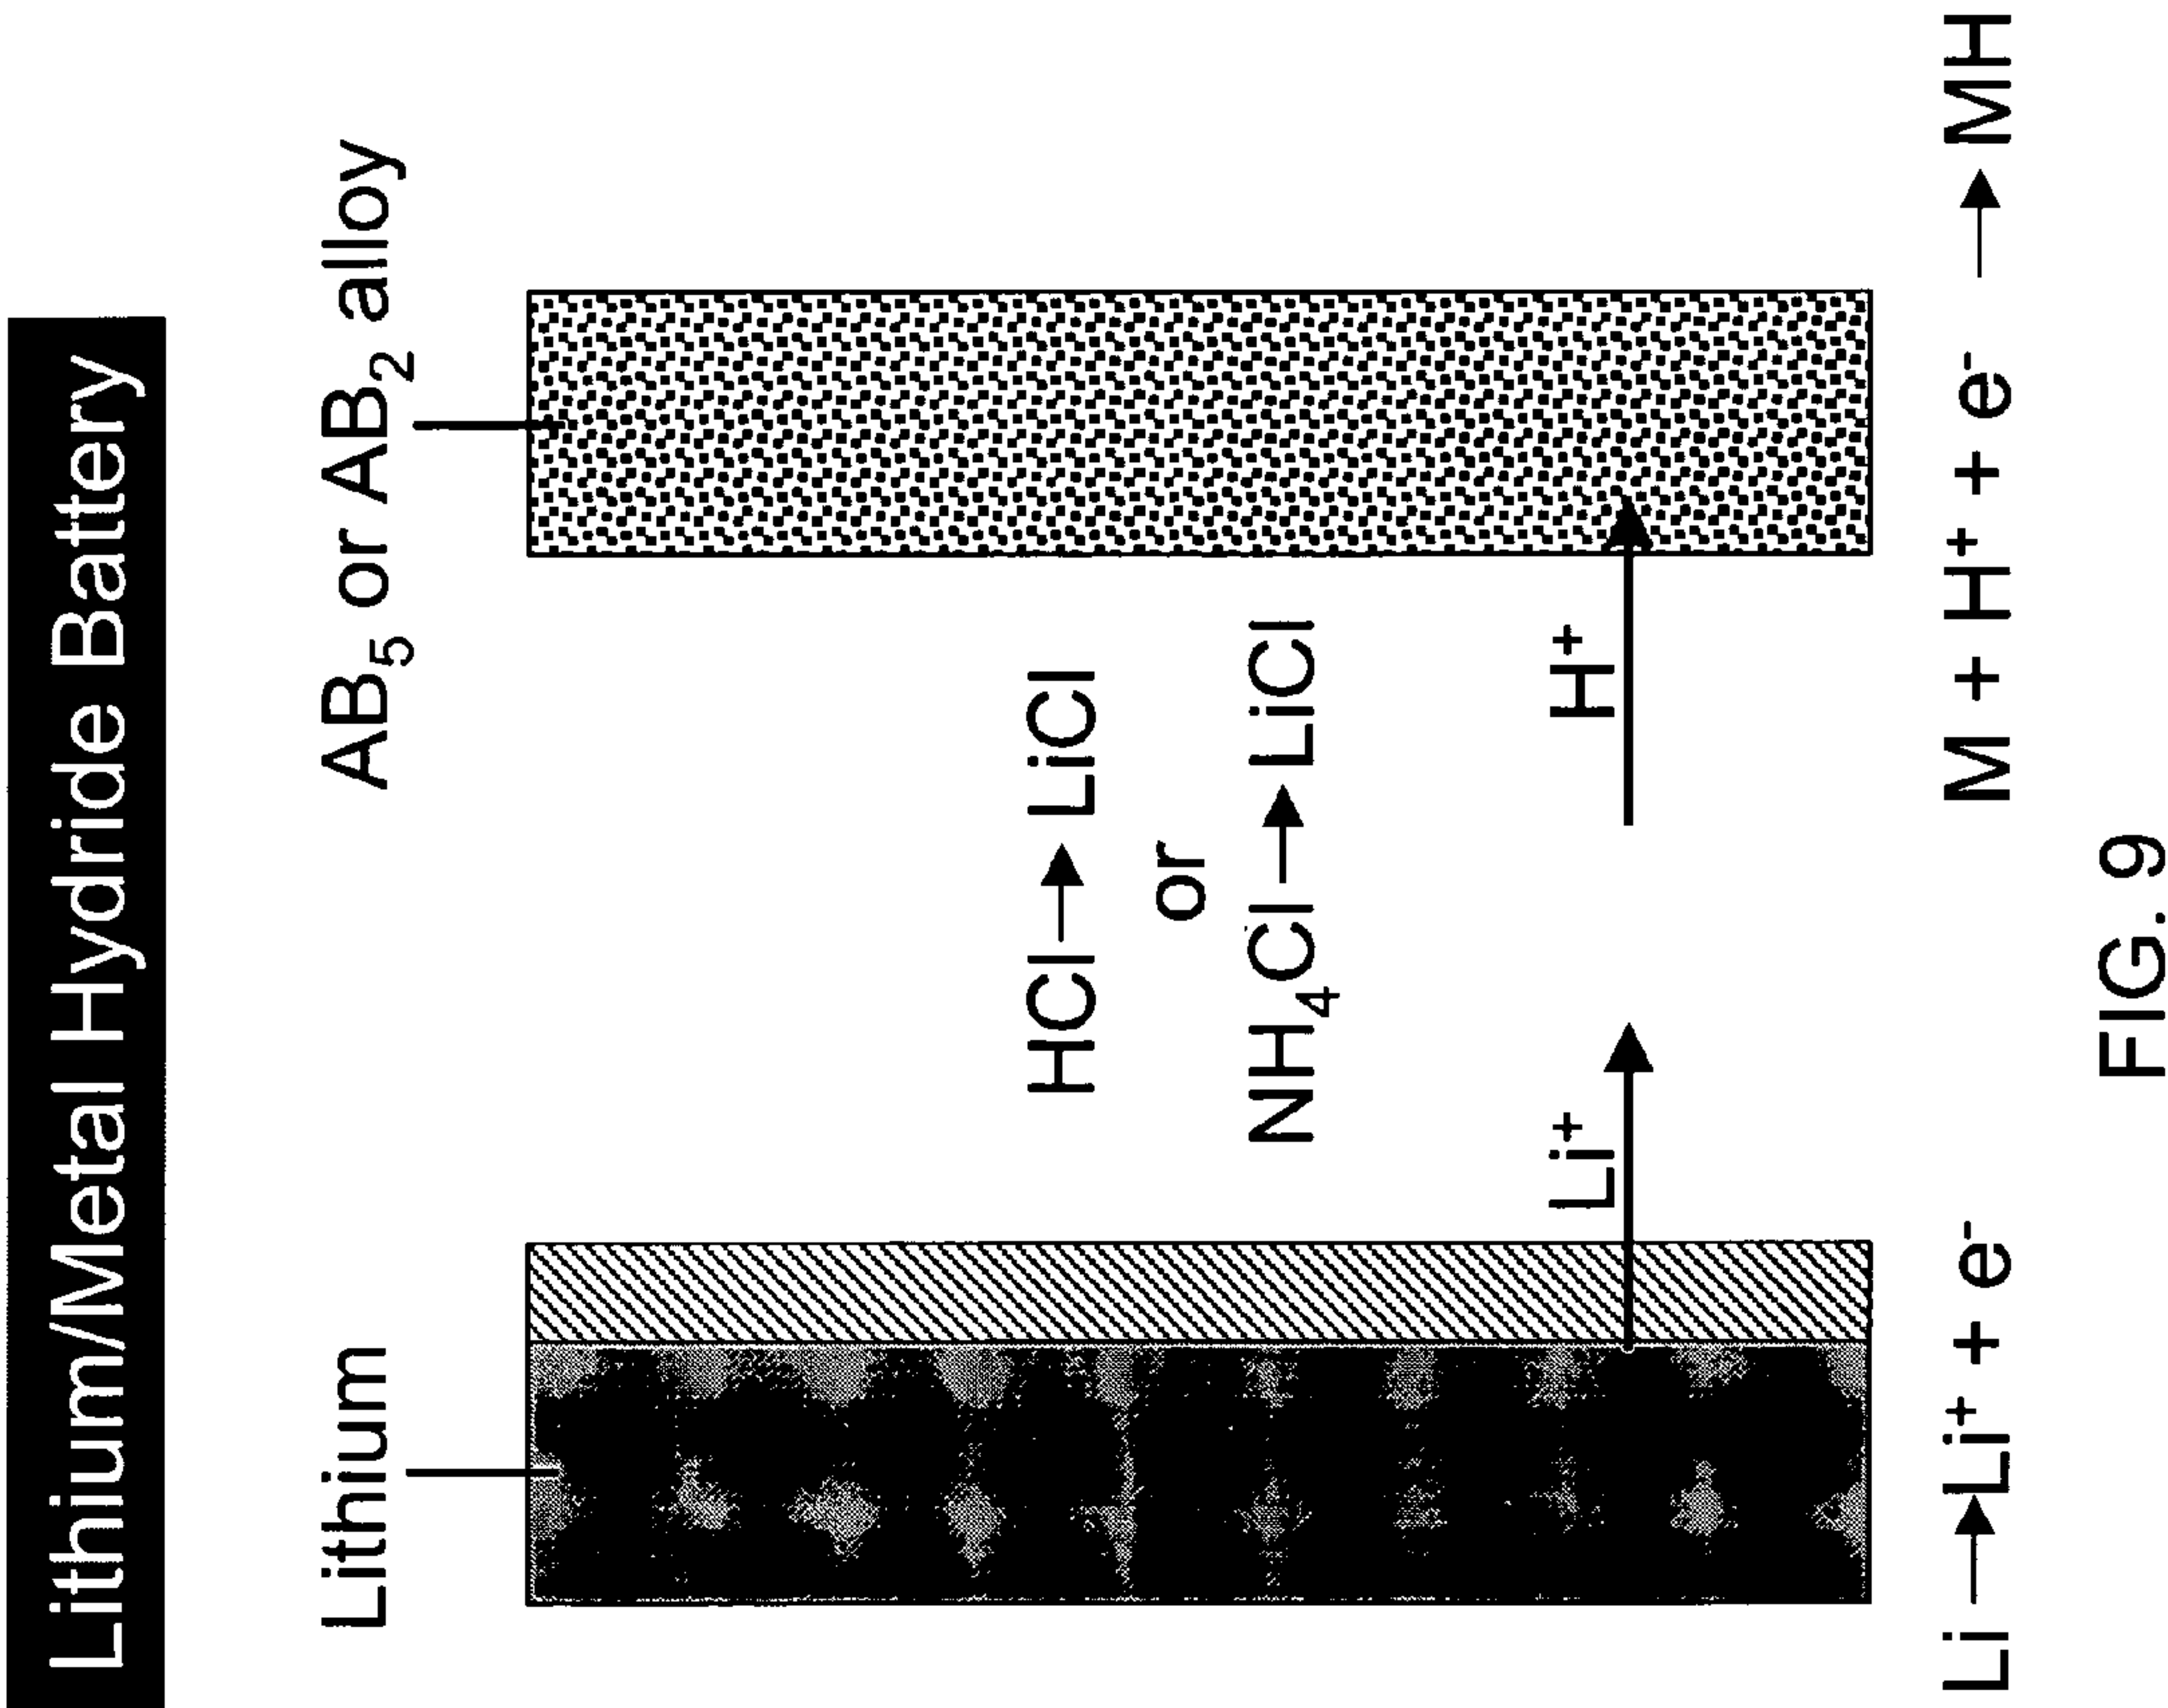 Lithium/Metal Hydride Battery
Lithium
AB₅ or AB₂ alloy
HCl → LiCl
or
NH₄Cl → LiCl
Li⁺
H⁺
Li → Li⁺ + e⁻
M + H⁺ + e⁻ → MH
FIG. 9